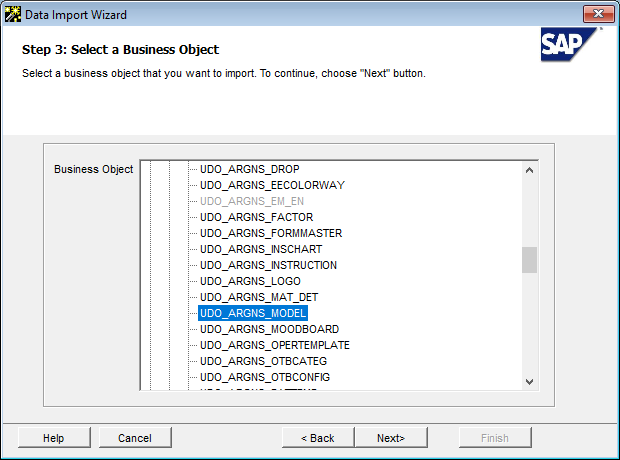 Data Import Wizard
Step 3: Select a Business Object
Select a business object that you want to import. To continue, choose "Next" button.
SAP
Business Object
UDO_ARGNS_DROP
UDO_ARGNS_EECOLORWAY
UDO_ARGNS_EM_EN
UDO_ARGNS_FACTOR
UDO_ARGNS_FORMMASTER
UDO_ARGNS_INSCHART
UDO_ARGNS_INSTRUCTION
UDO_ARGNS_LOGO
UDO_ARGNS_MAT_DET
UDO_ARGNS_MODEL
UDO_ARGNS_MOODBOARD
UDO_ARGNS_OPERTEMPLATE
UDO_ARGNS_OTBCATEG
UDO_ARGNS_OTBCONFIG
Help Cancel < Back Next> Finish